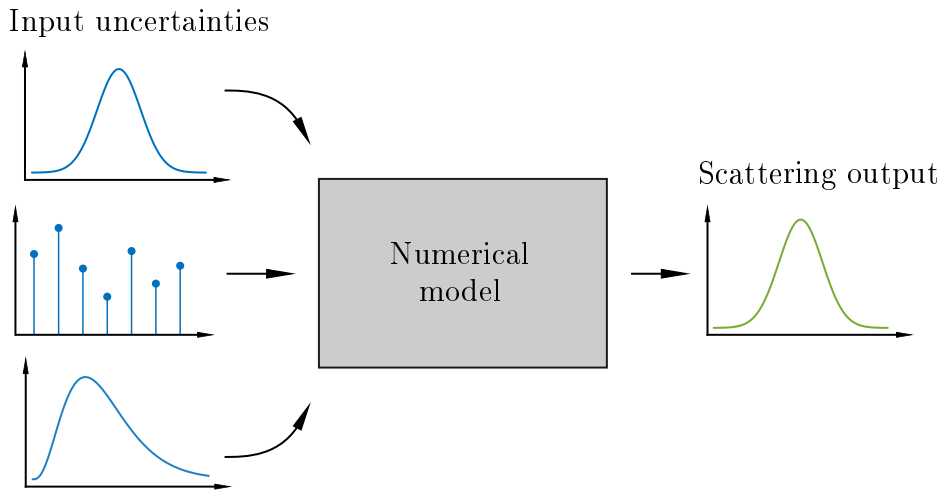 Input uncertainties
Scattering output
Numerical
model